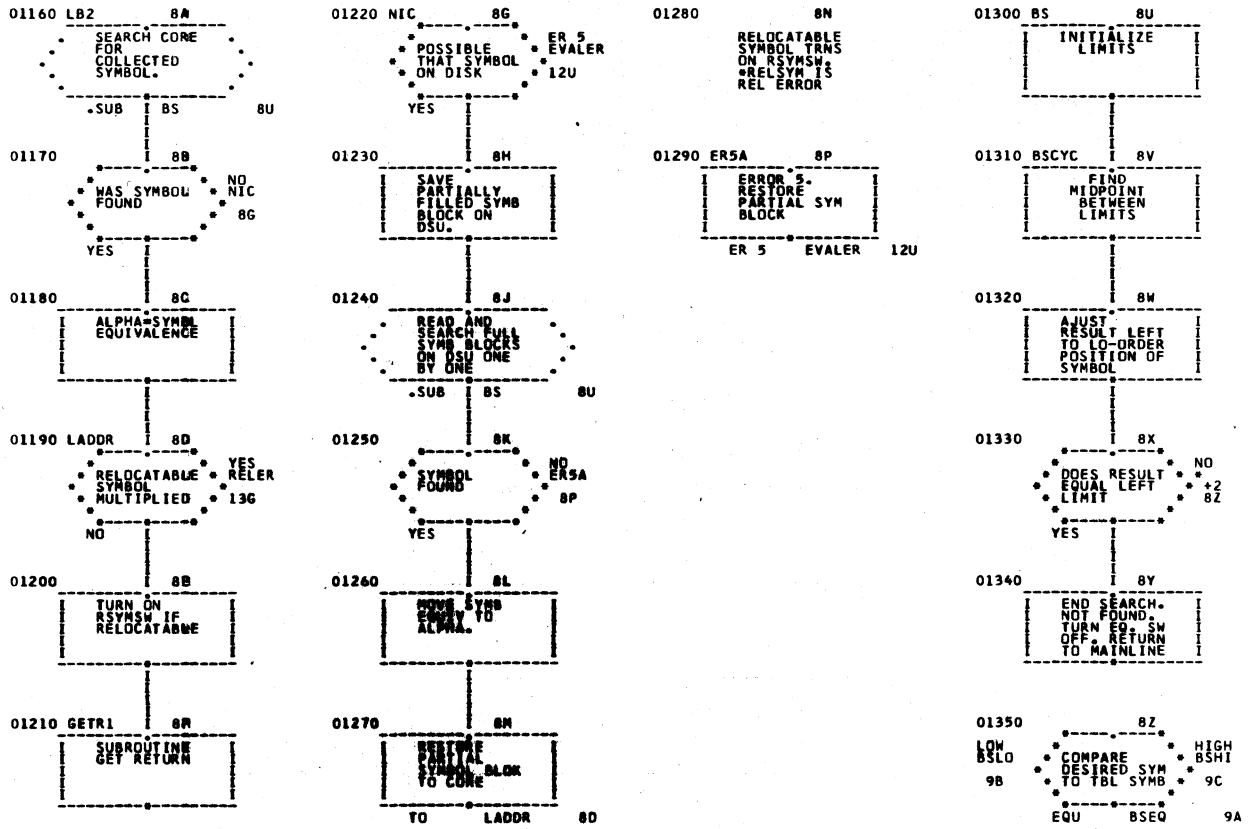 01160 LB2 8A
SEARCH CORE
FOR
COLLECTED
SYMBOL.
.SUB I BS 8U
01170 8B
WAS SYMBOL
FOUND
NO
NIC
8G
YES
01180 8C
ALPHA=SYMBL
EQUIVALENCE
01190 LADDR 8D
RELOCATABLE
SYMBOL
MULTIPLIED
YES
RELER
13G
NO
01200 8E
TURN ON
RSYMSW IF
RELOCATABLE
01210 GETR1 8F
SUBROUTINE
GET RETURN
01220 NIC 8G
POSSIBLE
THAT SYMBOL
ON DISK
ER 5
EVALER
12U
YES
01230 8H
SAVE
PARTIALLY
FILLED SYMB
BLOCK ON
DSU.
01240 8J
READ AND
SEARCH FULL
SYMB BLOCKS
ON DSU ONE
BY ONE
.SUB I BS 8U
01250 8K
SYMBOL
FOUND
NO
ER5A
8P
YES
01260 8L
MOVE SYMB
EQUIV TO
ALPHA.
01270 8M
RESTORE
PARTIAL
SYMBOL BLOK
TO CORE
TO LADDR 8D
01280 8N
RELOCATABLE
SYMBOL TRNS
ON RSYMSW.
*RELSYM IS
REL ERROR
01290 ER5A 8P
ERROR 5.
RESTORE
PARTIAL SYM
BLOCK
ER 5 EVALER 12U
01300 BS 8U
INITIALIZE
LIMITS
01310 BSCYC 8V
FIND
MIDPOINT
BETWEEN
LIMITS
01320 8W
AJUST
RESULT LEFT
TO LO-ORDER
POSITION OF
SYMBOL
01330 8X
DOES RESULT
EQUAL LEFT
LIMIT
NO
+2
8Z
YES
01340 8Y
END SEARCH.
NOT FOUND.
TURN EQ. SW
OFF. RETURN
TO MAINLINE
01350 8Z
LOW
BSLO
9B
COMPARE
DESIRED SYM
TO TBL SYMB
HIGH
BSHI
9C
EQU BSEQ 9A